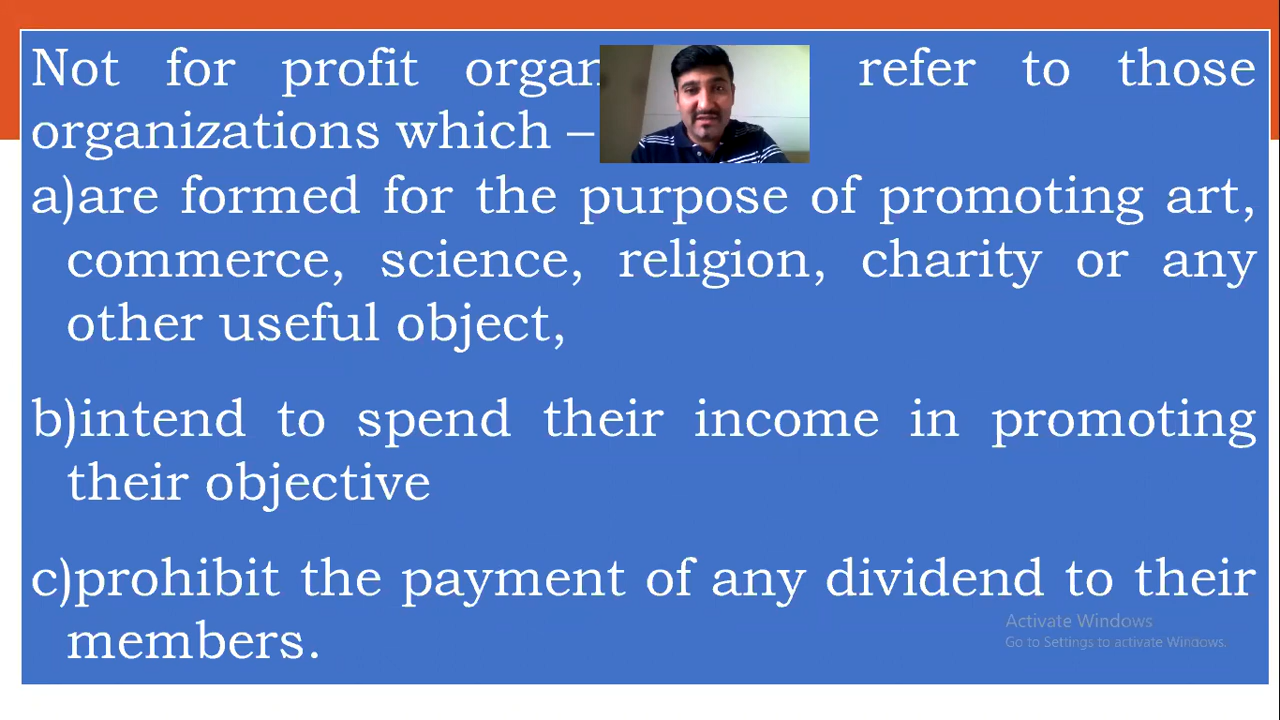 Not for profit organ refer to those
organizations which –
a)are formed for the purpose of promoting art,
commerce, science, religion, charity or any
other useful object,
b)intend to spend their income in promoting
their objective
c)prohibit the payment of any dividend to their
members.
Activate Windows
Go to Settings to activate Windows.